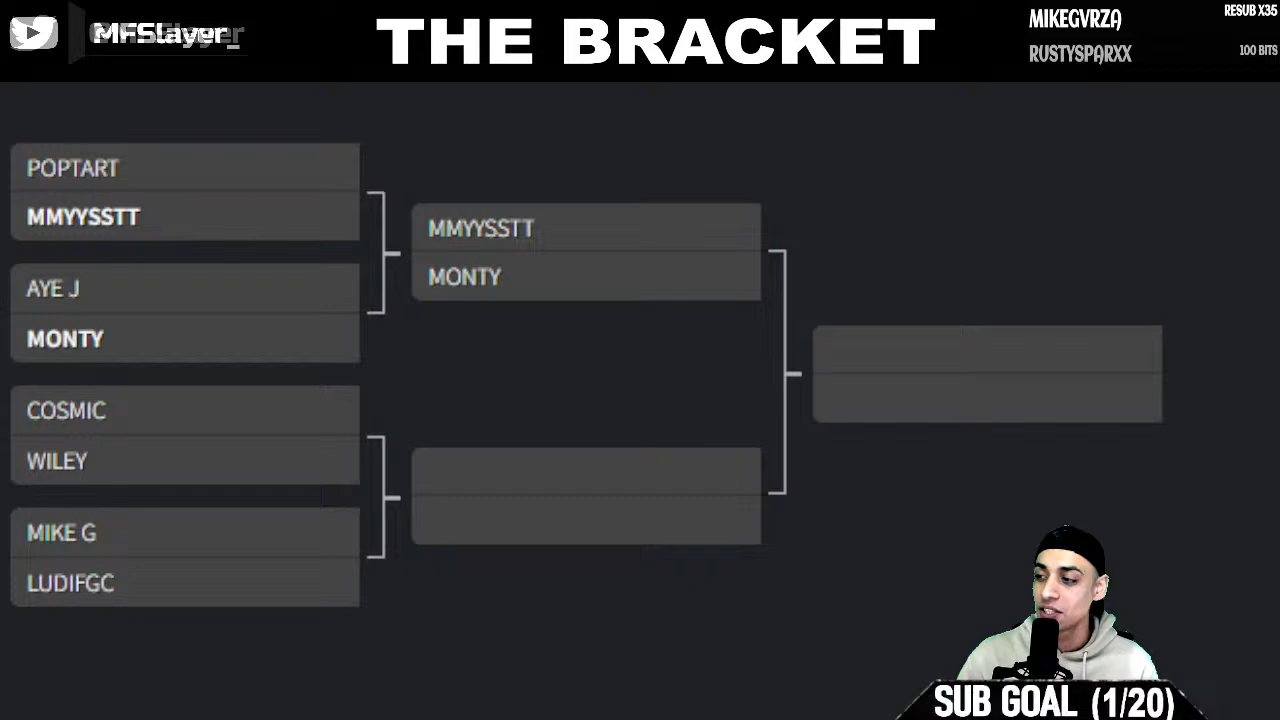 MFSLayer_
THE BRACKET
MIKEGVRZA
RESUB X35
RUSTYSPARXX
100 BITS
POPTART
MMYYSSTT
AYE J
MONTY
COSMIC
WILEY
MIKE G
LUDIFGC
MMYYSSTT
MONTY
SUB GOAL (1/20)